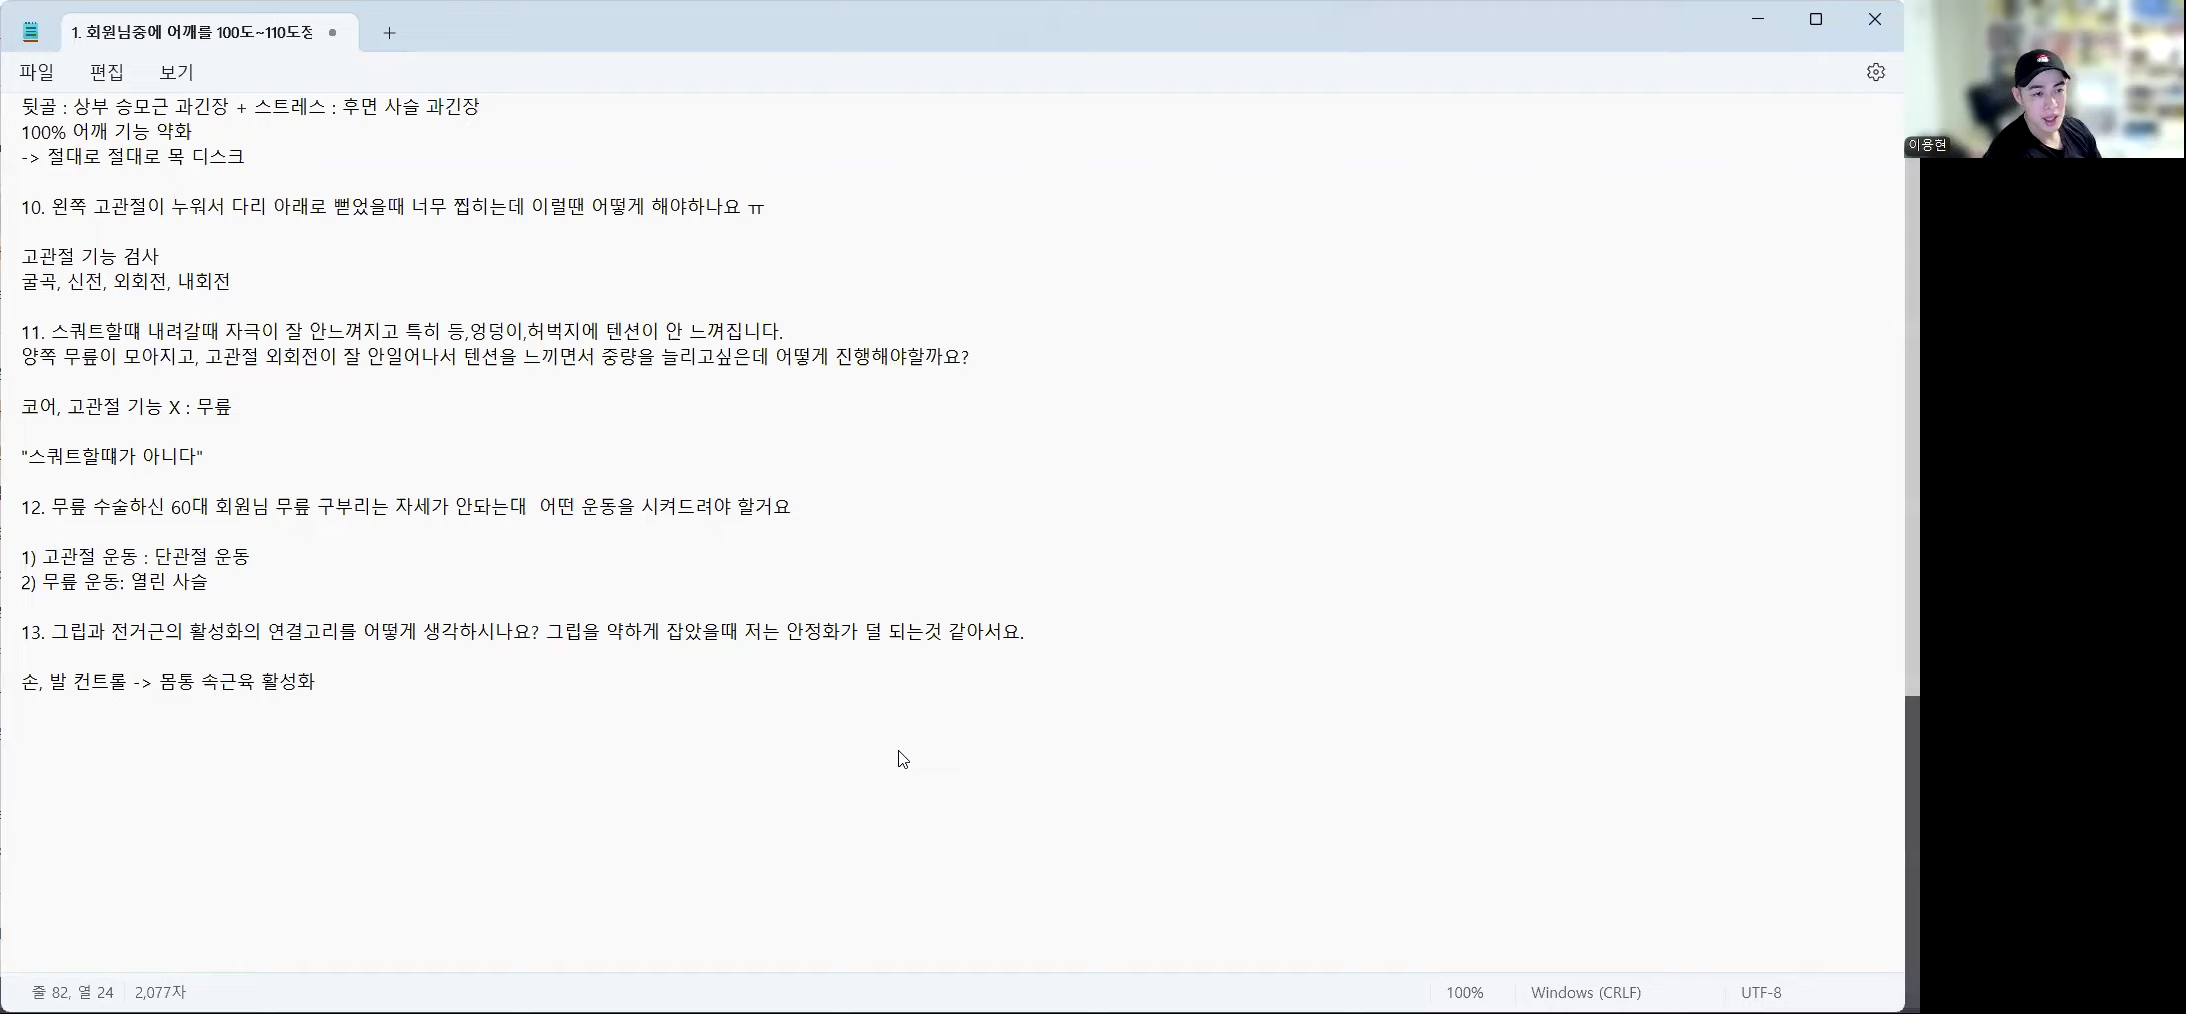 1. 회원님중에 어깨를 100도~110도정
파일 편집 보기
뒷골 : 상부 승모근 과긴장 + 스트레스 : 후면 사슬 과긴장
100% 어깨 기능 약화
-> 절대로 절대로 목 디스크
10. 왼쪽 고관절이 누워서 다리 아래로 뻗었을때 너무 찝히는데 이럴땐 어떻게 해야하나요 ㅠ
고관절 기능 검사
굴곡, 신전, 외회전, 내회전
11. 스쿼트할떄 내려갈때 자극이 잘 안느껴지고 특히 등,엉덩이,허벅지에 텐션이 안 느껴집니다.
양쪽 무릎이 모아지고, 고관절 외회전이 잘 안일어나서 텐션을 느끼면서 중량을 늘리고싶은데 어떻게 진행해야할까요?
코어, 고관절 기능 X : 무릎
"스쿼트할떄가 아니다"
12. 무릎 수술하신 60대 회원님 무릎 구부리는 자세가 안돠는대  어떤 운동을 시켜드려야 할거요
1) 고관절 운동 : 단관절 운동
2) 무릎 운동: 열린 사슬
13. 그립과 전거근의 활성화의 연결고리를 어떻게 생각하시나요? 그립을 약하게 잡았을때 저는 안정화가 덜 되는것 같아서요.
손, 발 컨트롤 -> 몸통 속근육 활성화
줄 82, 열 24 2,077자 100% Windows (CRLF) UTF-8
이용현